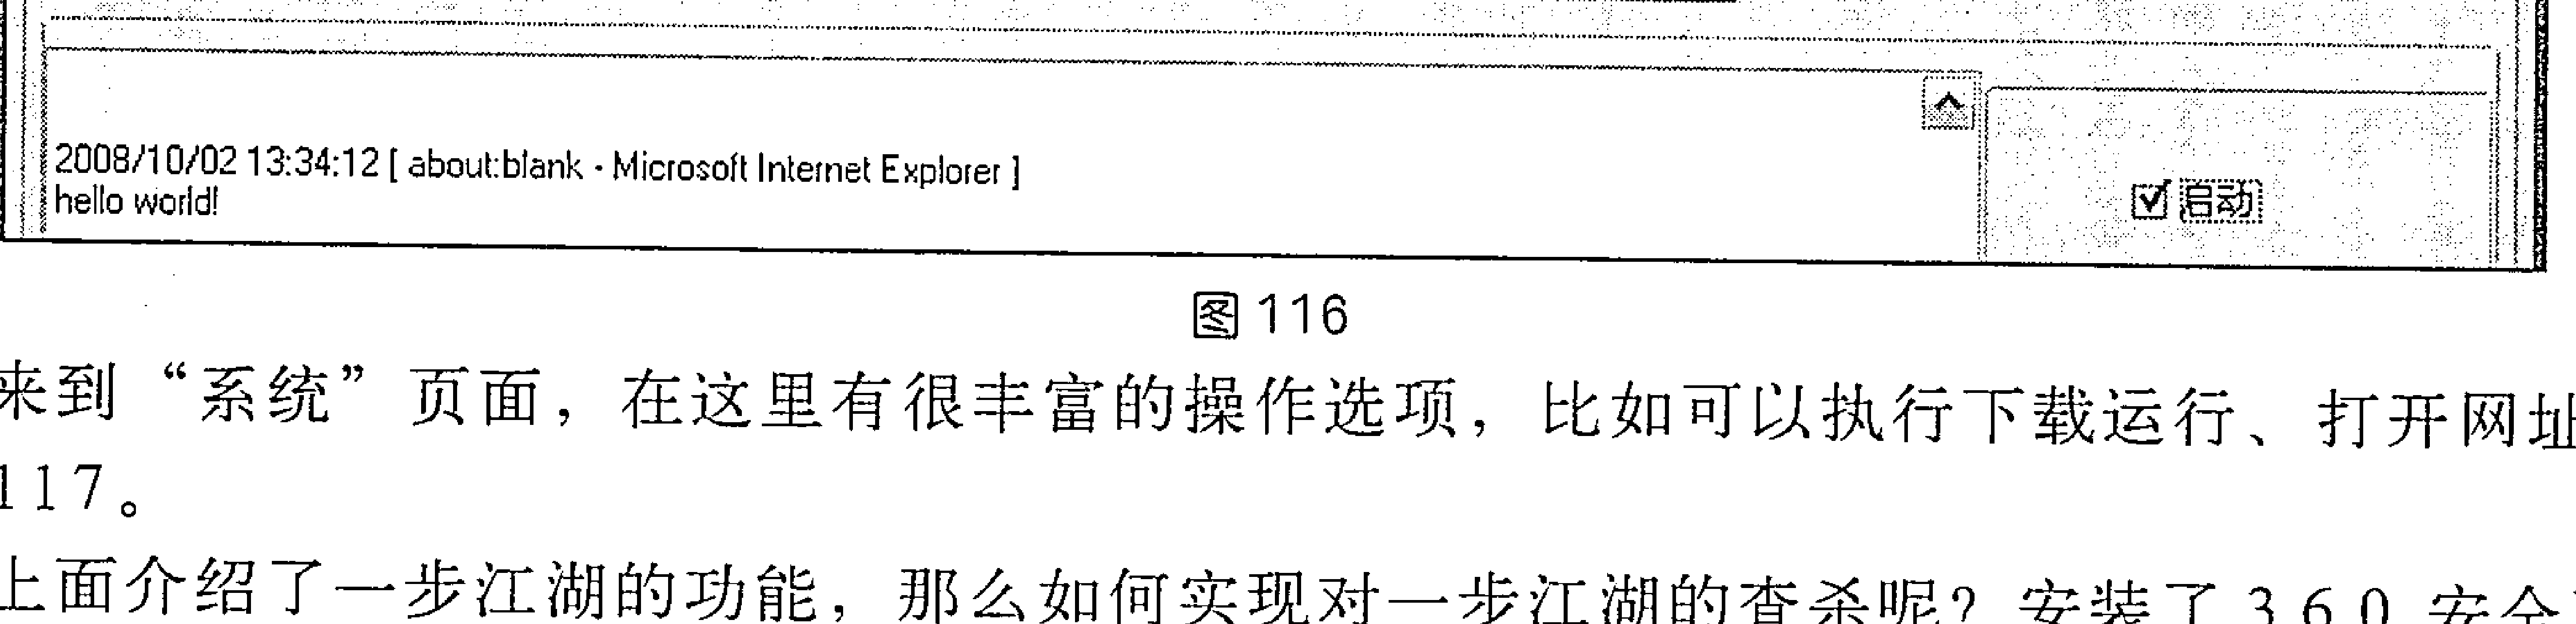 2008/10/02 13:34:12 [ about:blank - Microsoft Internet Explorer ]
hello world!
启动
图 116
来到“系统”页面，在这里有很丰富的操作选项，比如可以执行下载运行、打开网址
117。
上面介绍了一步江湖的功能，那么如何实现对一步江湖的查杀呢？安装了 360 安全